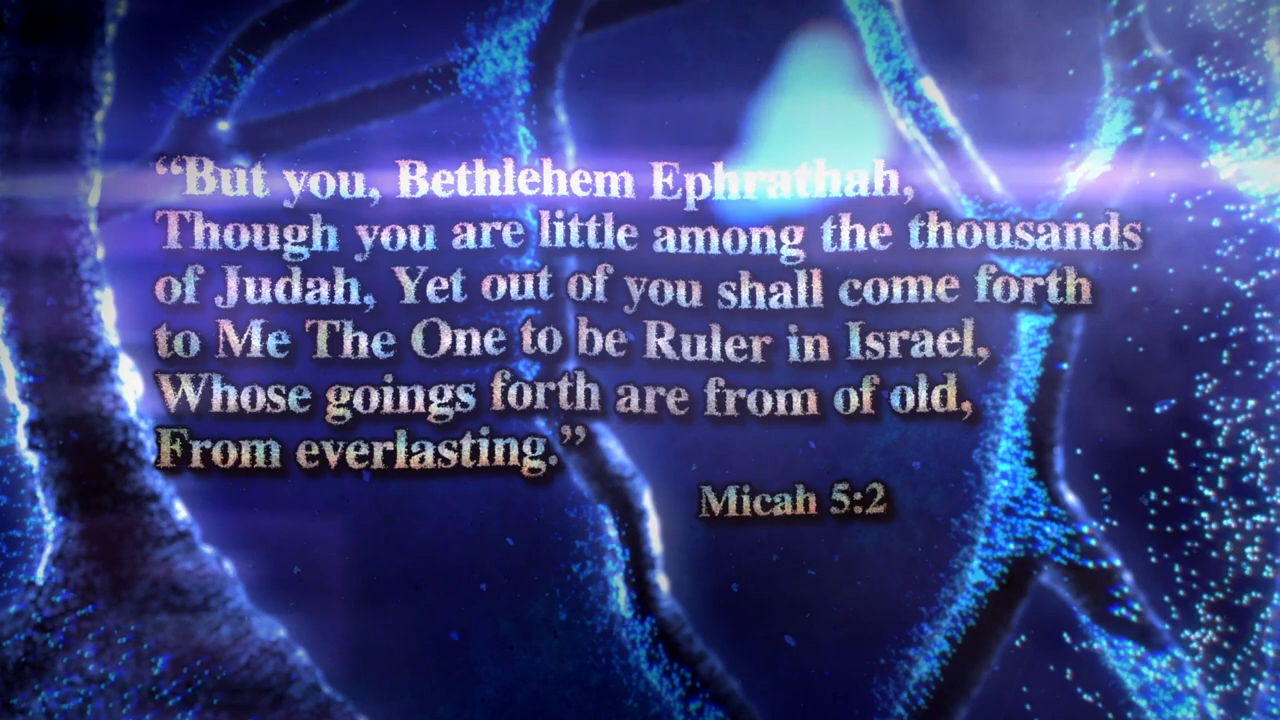 “But you, Bethlehem Ephrathah,
Though you are little among the thousands
of Judah, Yet out of you shall come forth
to Me The One to be Ruler in Israel,
Whose goings forth are from of old,
From everlasting.”
Micah 5:2